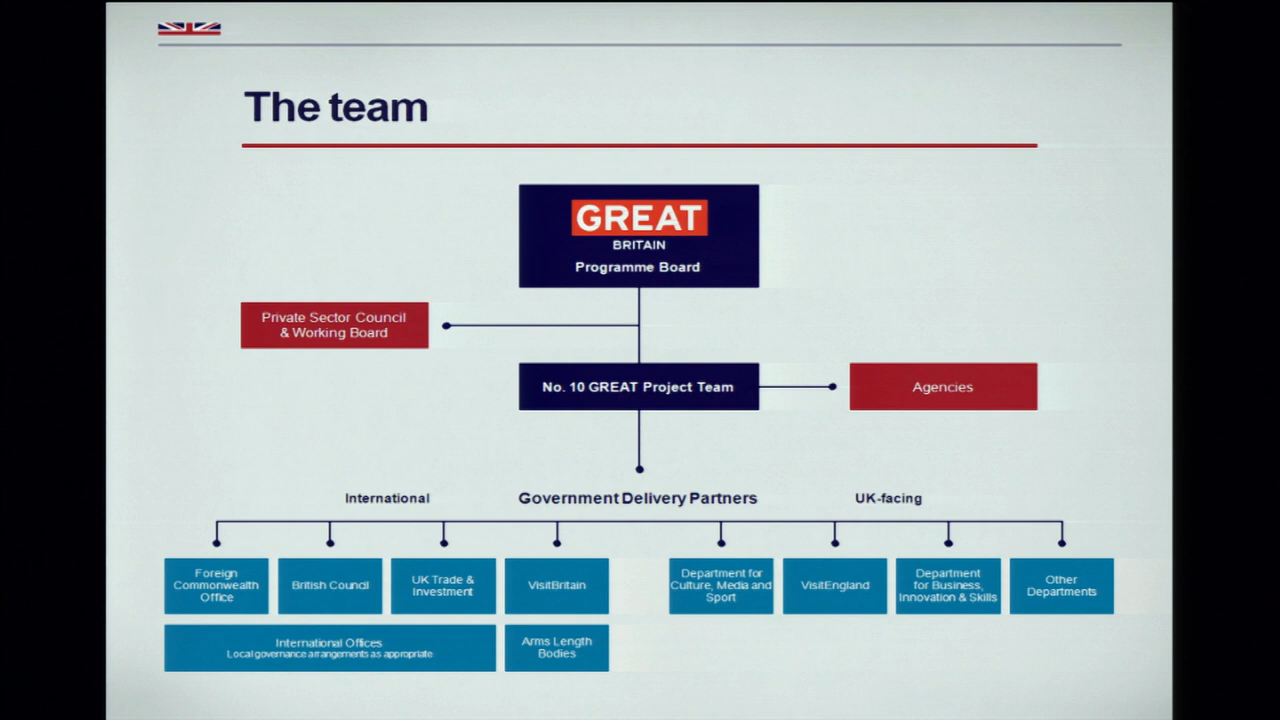 The team
GREAT
BRITAIN
Programme Board
Private Sector Council
& Working Board
No. 10 GREAT Project Team
Agencies
International
Government Delivery Partners
UK-facing
Foreign
Commonwealth
Office
British Council
UK Trade &
Investment
VisitBritain
Department for
Culture, Media and
Sport
VisitEngland
Department
for Business,
Innovation & Skills
Other
Departments
International Offices
Local governance arrangements as appropriate
Arms Length
Bodies